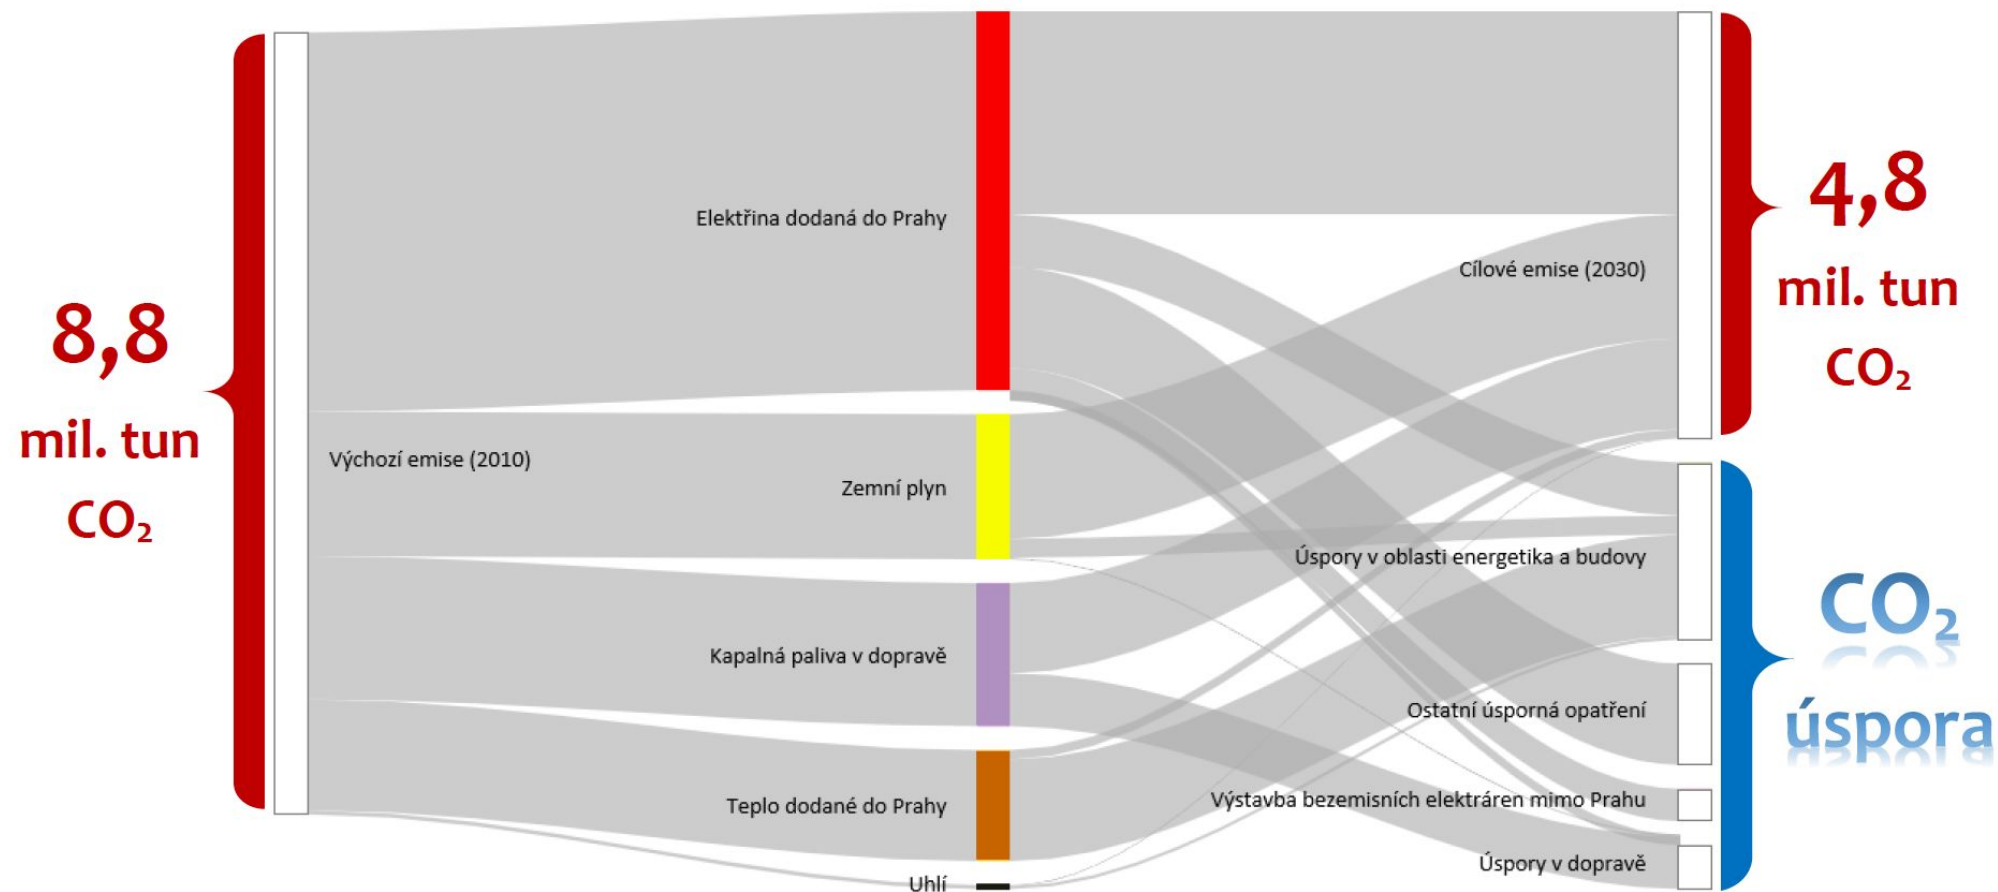 8,8
mil. tun
CO₂
Výchozí emise (2010)
Elektřina dodaná do Prahy
Zemní plyn
Kapalná paliva v dopravě
Teplo dodané do Prahy
Uhlí
Cílové emise (2030)
Úspory v oblasti energetika a budovy
Ostatní úsporná opatření
Výstavba bezemisních elektráren mimo Prahu
Úspory v dopravě
4,8
mil. tun
CO₂
CO₂
úspora